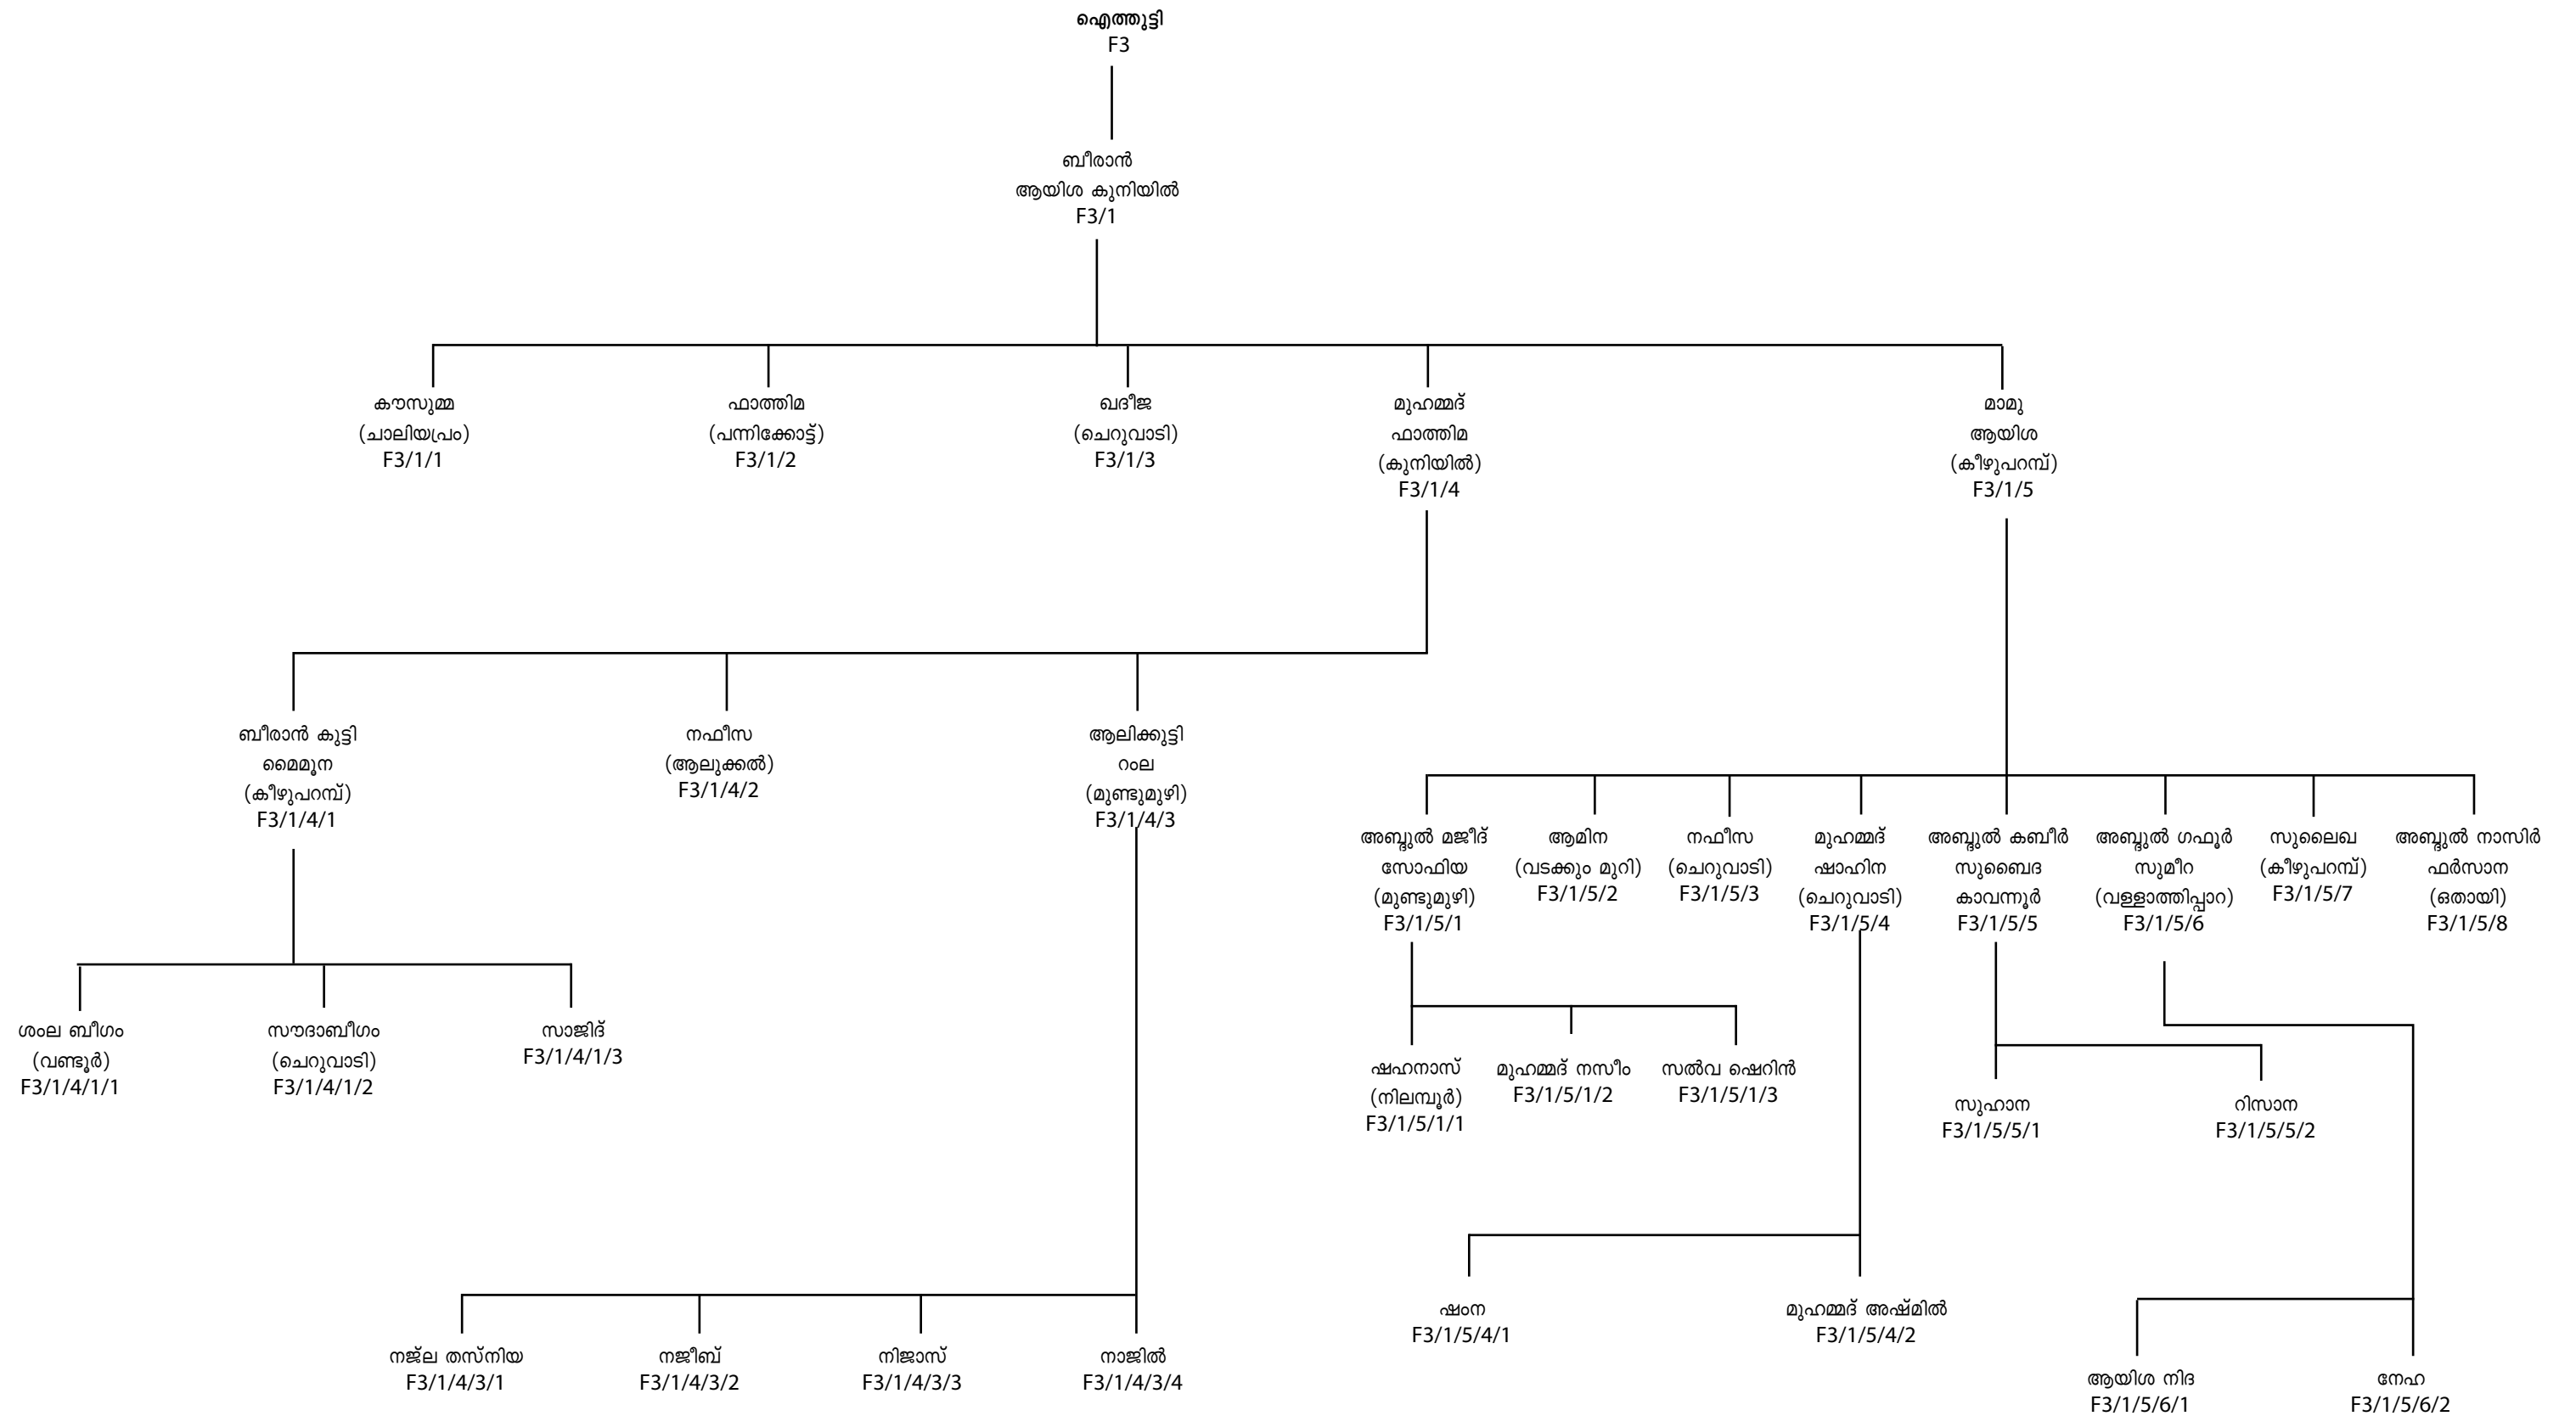 ഐത്തുട്ടി
F3
ബീരാൻ
ആയിശ കുനിയിൽ
F3/1
കൗസുമ്മ
(ചാലിയപ്രം)
F3/1/1
ഫാത്തിമ
(പന്നിക്കോട്ട്)
F3/1/2
ഖദീജ
(ചെറുവാടി)
F3/1/3
മുഹമ്മദ്
ഫാത്തിമ
(കുനിയിൽ)
F3/1/4
മാമു
ആയിശ
(കീഴുപറമ്പ്)
F3/1/5
ബീരാൻ കുട്ടി
മൈമൂന
(കീഴുപറമ്പ്)
F3/1/4/1
നഫീസ
(ആലുക്കൽ)
F3/1/4/2
ആലിക്കുട്ടി
റംല
(മുണ്ടുമുഴി)
F3/1/4/3
അബ്ദുൽ മജീദ്
സോഫിയ
(മുണ്ടുമുഴി)
F3/1/5/1
ആമിന
(വടക്കും മുറി)
F3/1/5/2
നഫീസ
(ചെറുവാടി)
F3/1/5/3
മുഹമ്മദ്
ഷാഹിന
(ചെറുവാടി)
F3/1/5/4
അബ്ദുൽ കബീർ
സുബൈദ
കാവന്നൂർ
F3/1/5/5
അബ്ദുൽ ഗഫൂർ
സുമീറ
(വള്ളാത്തിപ്പാറ)
F3/1/5/6
സുലൈഖ
(കീഴുപറമ്പ്)
F3/1/5/7
അബ്ദുൽ നാസിർ
ഫർസാന
(ഒതായി)
F3/1/5/8
ശംല ബീഗം
(വണ്ടൂർ)
F3/1/4/1/1
സൗദാബീഗം
(ചെറുവാടി)
F3/1/4/1/2
സാജിദ്
F3/1/4/1/3
ഷഹനാസ്
(നിലമ്പൂർ)
F3/1/5/1/1
മുഹമ്മദ് നസീം
F3/1/5/1/2
സൽവ ഷെറിൻ
F3/1/5/1/3
സുഹാന
F3/1/5/5/1
റിസാന
F3/1/5/5/2
ഷംന
F3/1/5/4/1
മുഹമ്മദ് അഷ്മിൽ
F3/1/5/4/2
നജ്ല തസ്നിയ
F3/1/4/3/1
നജീബ്
F3/1/4/3/2
നിജാസ്
F3/1/4/3/3
നാജിൽ
F3/1/4/3/4
ആയിശ നിദ
F3/1/5/6/1
നേഹ
F3/1/5/6/2